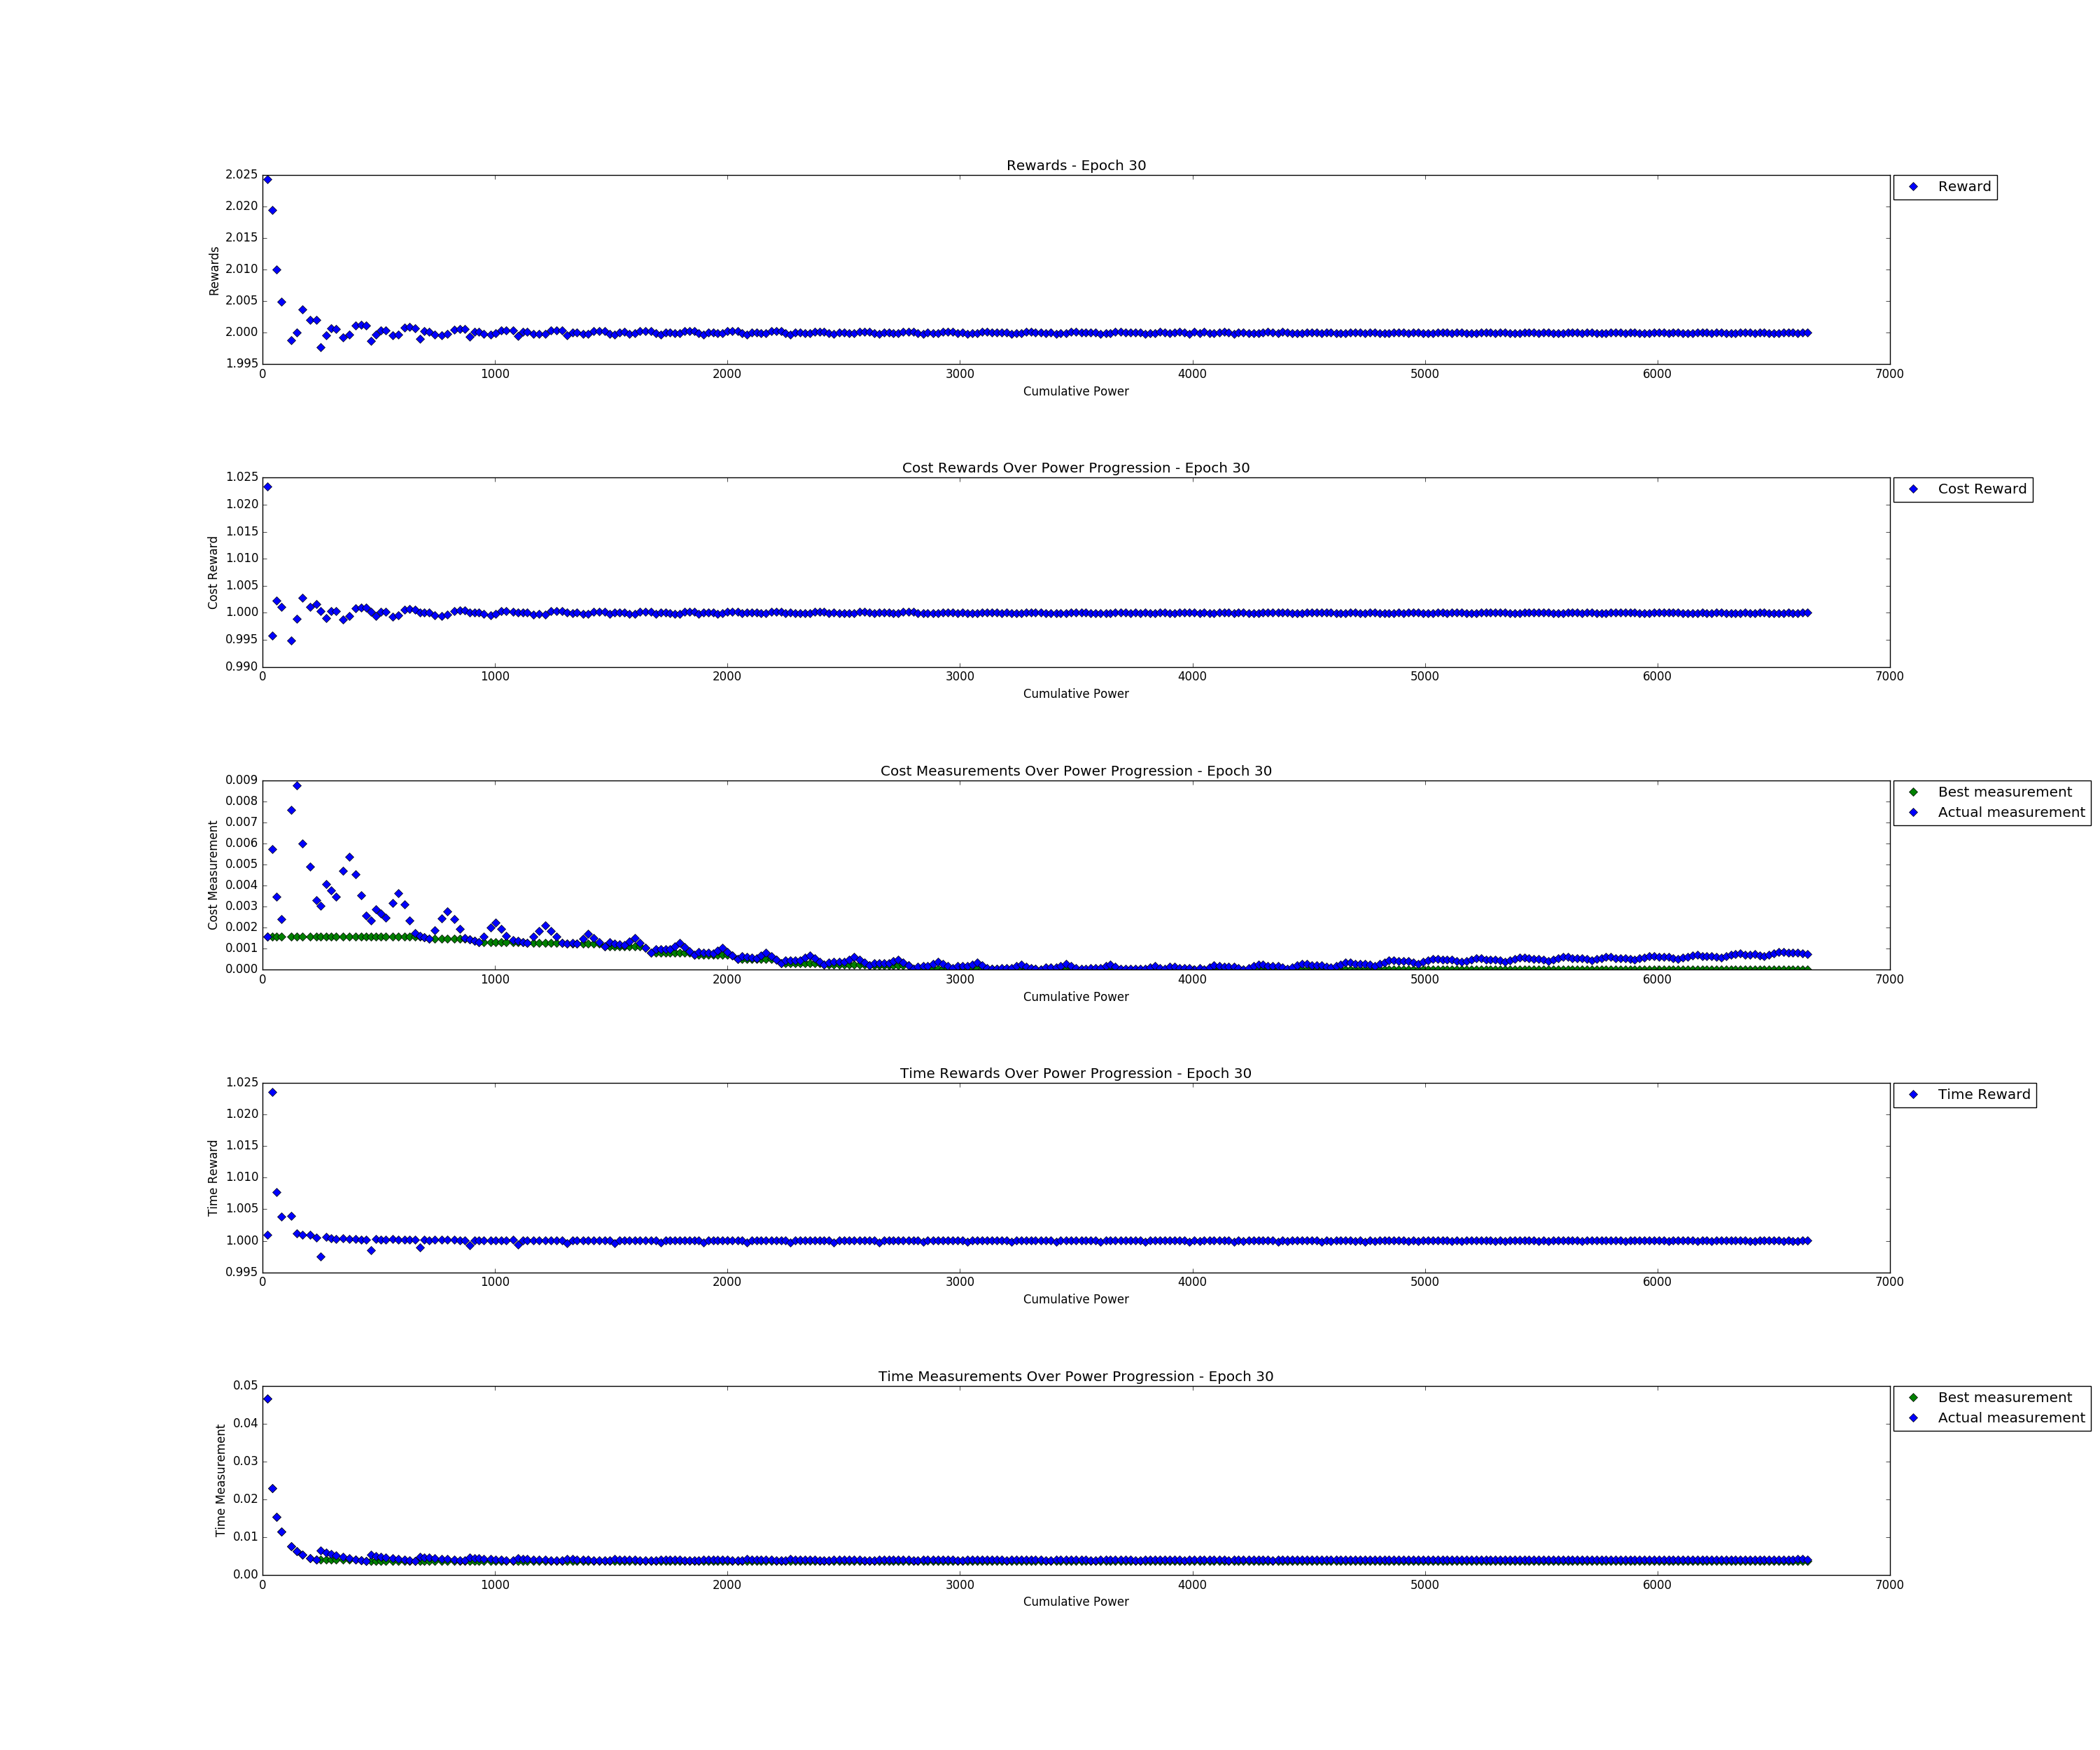 Rewards - Epoch 30
2.025
2.020
2.015
2.010
2.005
2.000
1.995
Rewards
0 1000 2000 3000 4000 5000 6000 7000
Cumulative Power
Reward
Cost Rewards Over Power Progression - Epoch 30
1.025
1.020
1.015
1.010
1.005
1.000
0.995
0.990
Cost Reward
0 1000 2000 3000 4000 5000 6000 7000
Cumulative Power
Cost Reward
Cost Measurements Over Power Progression - Epoch 30
0.009
0.008
0.007
0.006
0.005
0.004
0.003
0.002
0.001
0.000
Cost Measurement
0 1000 2000 3000 4000 5000 6000 7000
Cumulative Power
Best measurement
Actual measurement
Time Rewards Over Power Progression - Epoch 30
1.025
1.020
1.015
1.010
1.005
1.000
0.995
Time Reward
0 1000 2000 3000 4000 5000 6000 7000
Cumulative Power
Time Reward
Time Measurements Over Power Progression - Epoch 30
0.05
0.04
0.03
0.02
0.01
0.00
Time Measurement
0 1000 2000 3000 4000 5000 6000 7000
Cumulative Power
Best measurement
Actual measurement